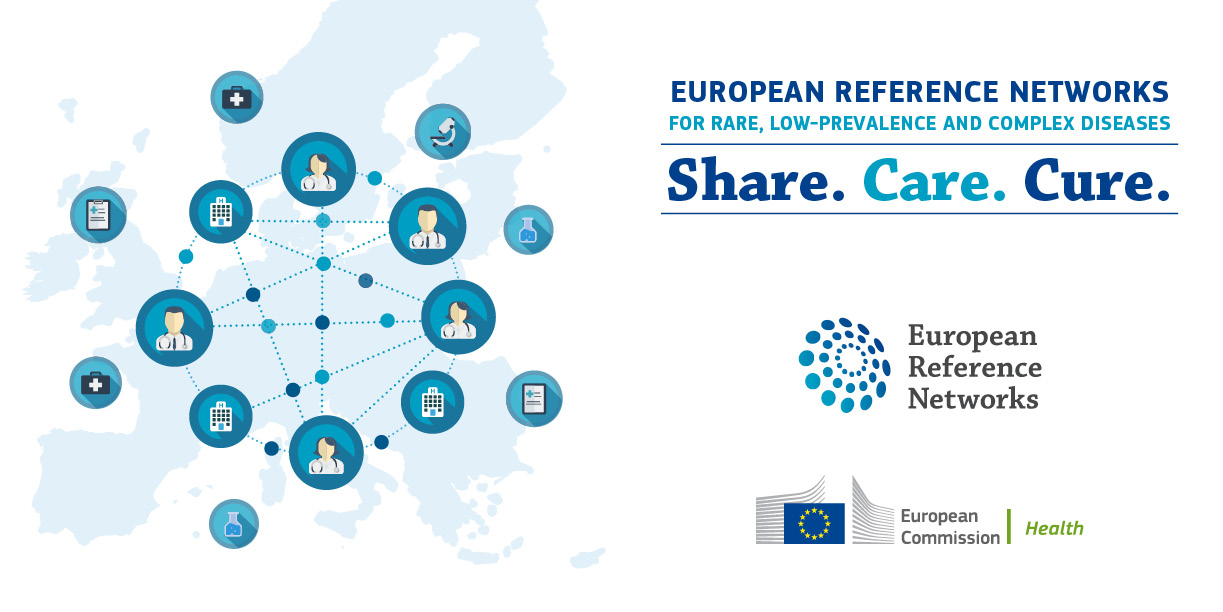 EUROPEAN REFERENCE NETWORKS
FOR RARE, LOW-PREVALENCE AND COMPLEX DISEASES
Share. Care. Cure.
European
Reference
Networks
European
Commission
Health
H
H
H